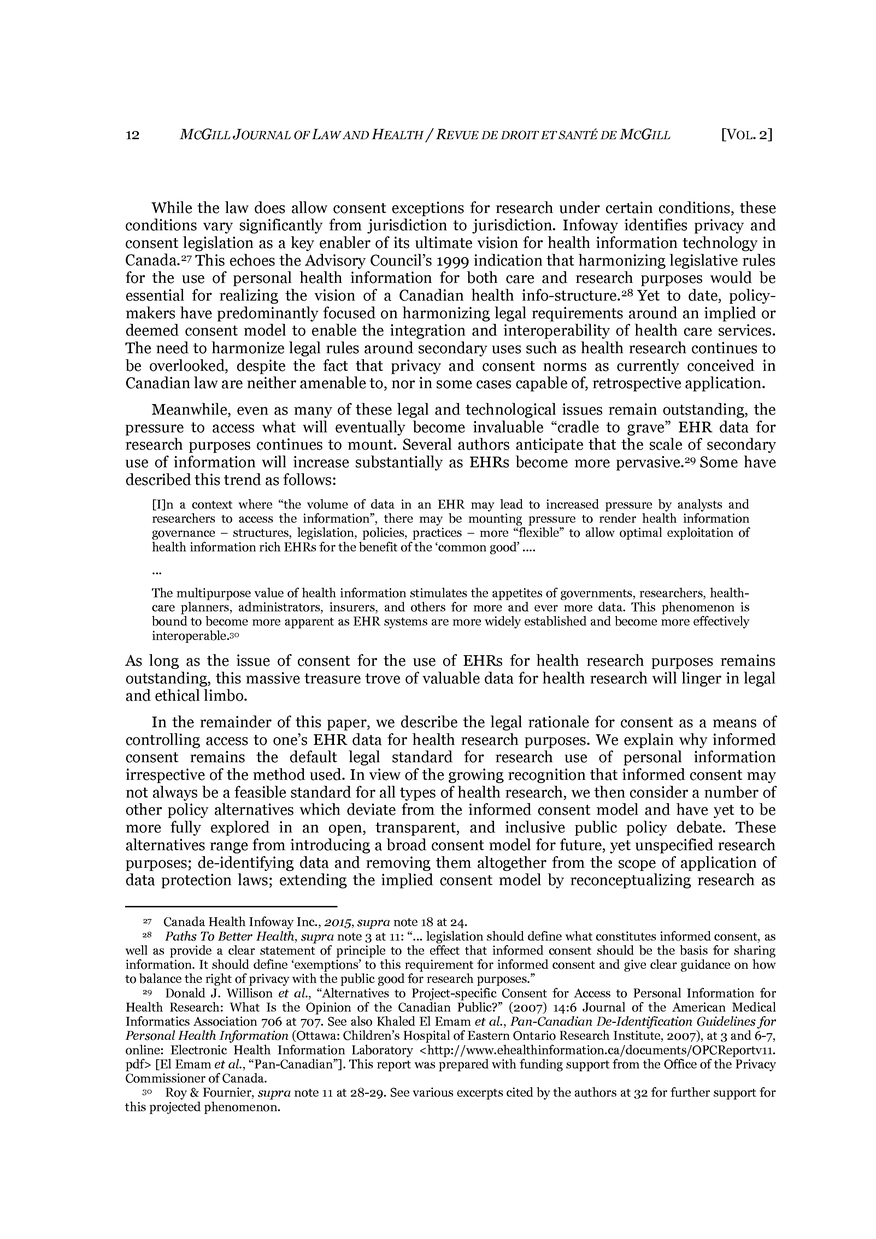 12 MCGILL JOURNAL OF LAW AND HEALTH / REVUE DE DROIT ET SANTÉ DE MCGILL [VOL. 2]
While the law does allow consent exceptions for research under certain conditions, these
conditions vary significantly from jurisdiction to jurisdiction. Infoway identifies privacy and
consent legislation as a key enabler of its ultimate vision for health information technology in
Canada.27 This echoes the Advisory Council’s 1999 indication that harmonizing legislative rules
for the use of personal health information for both care and research purposes would be
essential for realizing the vision of a Canadian health info-structure.28 Yet to date, policy-
makers have predominantly focused on harmonizing legal requirements around an implied or
deemed consent model to enable the integration and interoperability of health care services.
The need to harmonize legal rules around secondary uses such as health research continues to
be overlooked, despite the fact that privacy and consent norms as currently conceived in
Canadian law are neither amenable to, nor in some cases capable of, retrospective application.
Meanwhile, even as many of these legal and technological issues remain outstanding, the
pressure to access what will eventually become invaluable “cradle to grave” EHR data for
research purposes continues to mount. Several authors anticipate that the scale of secondary
use of information will increase substantially as EHRs become more pervasive.29 Some have
described this trend as follows:
[I]n a context where “the volume of data in an EHR may lead to increased pressure by analysts and
researchers to access the information”, there may be mounting pressure to render health information
governance – structures, legislation, policies, practices – more “flexible” to allow optimal exploitation of
health information rich EHRs for the benefit of the ‘common good’ ....
...
The multipurpose value of health information stimulates the appetites of governments, researchers, health-
care planners, administrators, insurers, and others for more and ever more data. This phenomenon is
bound to become more apparent as EHR systems are more widely established and become more effectively
interoperable.30
As long as the issue of consent for the use of EHRs for health research purposes remains
outstanding, this massive treasure trove of valuable data for health research will linger in legal
and ethical limbo.
In the remainder of this paper, we describe the legal rationale for consent as a means of
controlling access to one’s EHR data for health research purposes. We explain why informed
consent remains the default legal standard for research use of personal information
irrespective of the method used. In view of the growing recognition that informed consent may
not always be a feasible standard for all types of health research, we then consider a number of
other policy alternatives which deviate from the informed consent model and have yet to be
more fully explored in an open, transparent, and inclusive public policy debate. These
alternatives range from introducing a broad consent model for future, yet unspecified research
purposes; de-identifying data and removing them altogether from the scope of application of
data protection laws; extending the implied consent model by reconceptualizing research as
27 Canada Health Infoway Inc., 2015, supra note 18 at 24.
28 Paths To Better Health, supra note 3 at 11: “... legislation should define what constitutes informed consent, as
well as provide a clear statement of principle to the effect that informed consent should be the basis for sharing
information. It should define ‘exemptions’ to this requirement for informed consent and give clear guidance on how
to balance the right of privacy with the public good for research purposes.”
29 Donald J. Willison et al., “Alternatives to Project-specific Consent for Access to Personal Information for
Health Research: What Is the Opinion of the Canadian Public?” (2007) 14:6 Journal of the American Medical
Informatics Association 706 at 707. See also Khaled El Emam et al., Pan-Canadian De-Identification Guidelines for
Personal Health Information (Ottawa: Children’s Hospital of Eastern Ontario Research Institute, 2007), at 3 and 6-7,
online: Electronic Health Information Laboratory <http://www.ehealthinformation.ca/documents/OPCReportv11.
pdf> [El Emam et al., “Pan-Canadian”]. This report was prepared with funding support from the Office of the Privacy
Commissioner of Canada.
30 Roy & Fournier, supra note 11 at 28-29. See various excerpts cited by the authors at 32 for further support for
this projected phenomenon.